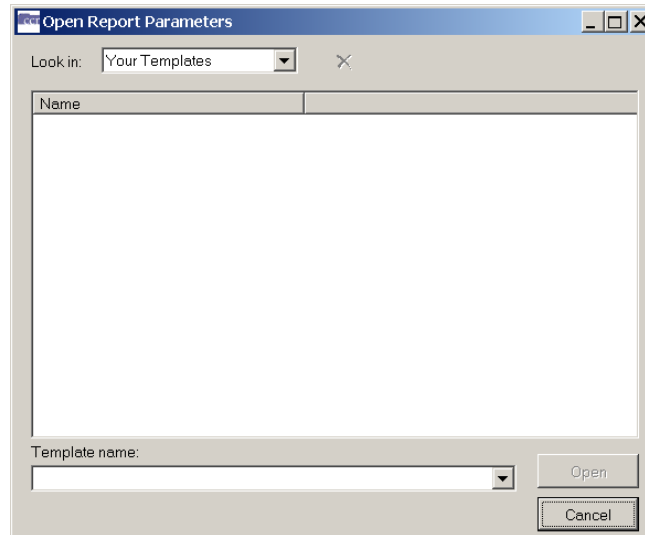 Open Report Parameters
Look in: Your Templates
Name
Template name:
Open
Cancel